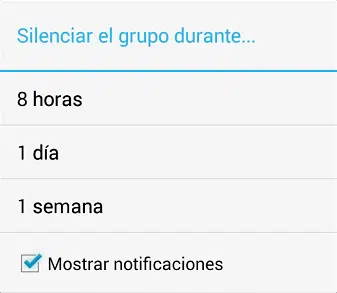 Silenciar el grupo durante...
8 horas
1 día
1 semana
Mostrar notificaciones